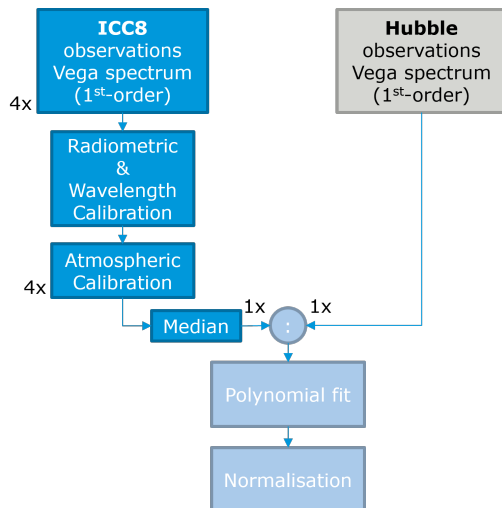 ICC8
observations
Vega spectrum
(1st-order)
4x
Hubble
observations
Vega spectrum
(1st-order)
Radiometric
&
Wavelength
Calibration
Atmospheric
Calibration
4x
Median
1x
:
1x
Polynomial fit
Normalisation